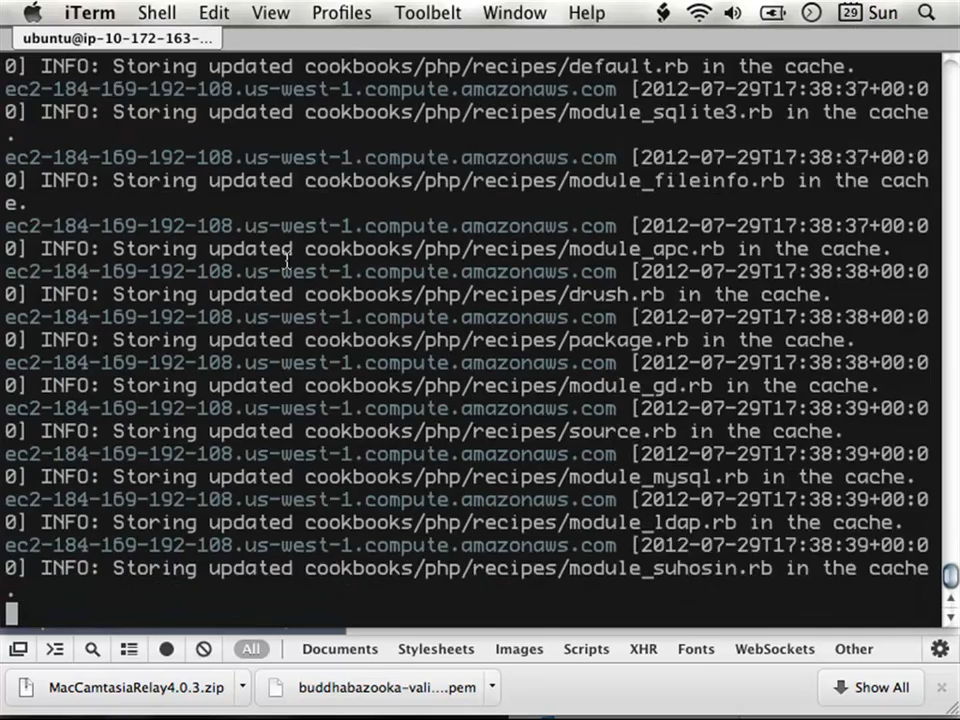 iTerm Shell Edit View Profiles Toolbelt Window Help 29 Sun
ubuntu@ip-10-172-163-...
0] INFO: Storing updated cookbooks/php/recipes/default.rb in the cache.
ec2-184-169-192-108.us-west-1.compute.amazonaws.com [2012-07-29T17:38:37+00:0
0] INFO: Storing updated cookbooks/php/recipes/module_sqlite3.rb in the cache
.
ec2-184-169-192-108.us-west-1.compute.amazonaws.com [2012-07-29T17:38:37+00:0
0] INFO: Storing updated cookbooks/php/recipes/module_fileinfo.rb in the cach
e.
ec2-184-169-192-108.us-west-1.compute.amazonaws.com [2012-07-29T17:38:37+00:0
0] INFO: Storing updated cookbooks/php/recipes/module_apc.rb in the cache.
ec2-184-169-192-108.us-west-1.compute.amazonaws.com [2012-07-29T17:38:38+00:0
0] INFO: Storing updated cookbooks/php/recipes/drush.rb in the cache.
ec2-184-169-192-108.us-west-1.compute.amazonaws.com [2012-07-29T17:38:38+00:0
0] INFO: Storing updated cookbooks/php/recipes/package.rb in the cache.
ec2-184-169-192-108.us-west-1.compute.amazonaws.com [2012-07-29T17:38:38+00:0
0] INFO: Storing updated cookbooks/php/recipes/module_gd.rb in the cache.
ec2-184-169-192-108.us-west-1.compute.amazonaws.com [2012-07-29T17:38:39+00:0
0] INFO: Storing updated cookbooks/php/recipes/source.rb in the cache.
ec2-184-169-192-108.us-west-1.compute.amazonaws.com [2012-07-29T17:38:39+00:0
0] INFO: Storing updated cookbooks/php/recipes/module_mysql.rb in the cache.
ec2-184-169-192-108.us-west-1.compute.amazonaws.com [2012-07-29T17:38:39+00:0
0] INFO: Storing updated cookbooks/php/recipes/module_ldap.rb in the cache.
ec2-184-169-192-108.us-west-1.compute.amazonaws.com [2012-07-29T17:38:39+00:0
0] INFO: Storing updated cookbooks/php/recipes/module_suhosin.rb in the cache
.
All Documents Stylesheets Images Scripts XHR Fonts WebSockets Other
MacCamtasiaRelay4.0.3.zip buddhabazooka-vali....pem Show All